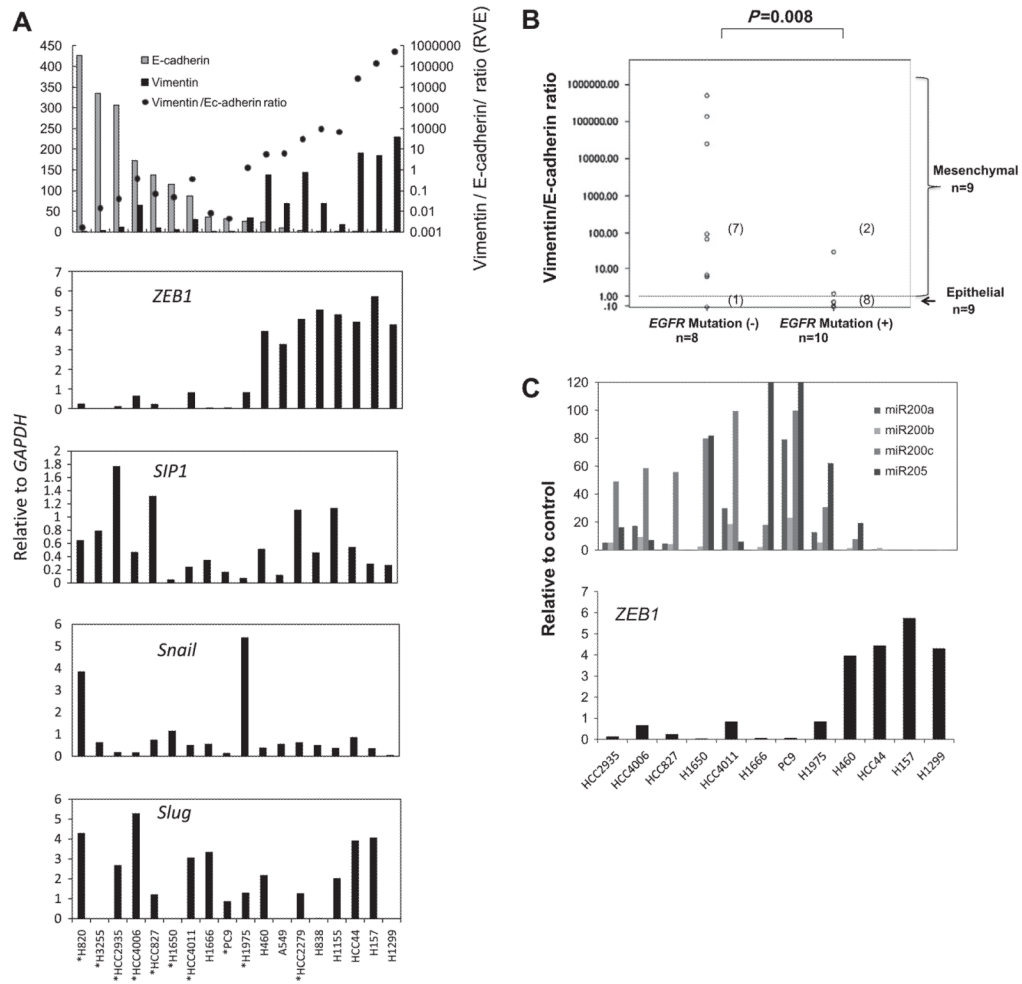 A
450
400
350
300
250
200
150
100
50
0
E-cadherin
Vimentin
Vimentin /Ec-adherin ratio
1000000
100000
10000
1000
10000
100
10
1
0.1
0.01
0.001
Vimentin / E-cadherin/ ratio (RVE)
Relative to GAPDH
7
6
5
4
3
2
1
0
ZEB1
2
1.8
1.6
1.4
1.2
1
0.8
0.6
0.4
0.2
0
SIP1
6
5
4
3
2
1
0
Snail
6
5
4
3
2
1
0
Slug
*H820
*H3255
*HCC2935
*HCC4006
*HCC827
*H1650
*HCC4011
H1666
*PC9
*H1975
H460
A549
*HCC2279
H838
H1155
HCC44
H157
H1299
B
P=0.008
Vimentin/E-cadherin ratio
1000000.00
100000.00
10000.00
1000.00
100.00
10.00
1.00
.10
(7)
(2)
(1)
(8)
Mesenchymal
n=9
Epithelial
n=9
EGFR Mutation (-)
n=8
EGFR Mutation (+)
n=10
C
Relative to control
120
100
80
60
40
20
0
miR200a
miR200b
miR200c
miR205
7
6
5
4
3
2
1
0
ZEB1
HCC2935
HCC4006
HCC827
H1650
HCC4011
H1666
PC9
H1975
H460
HCC44
H157
H1299